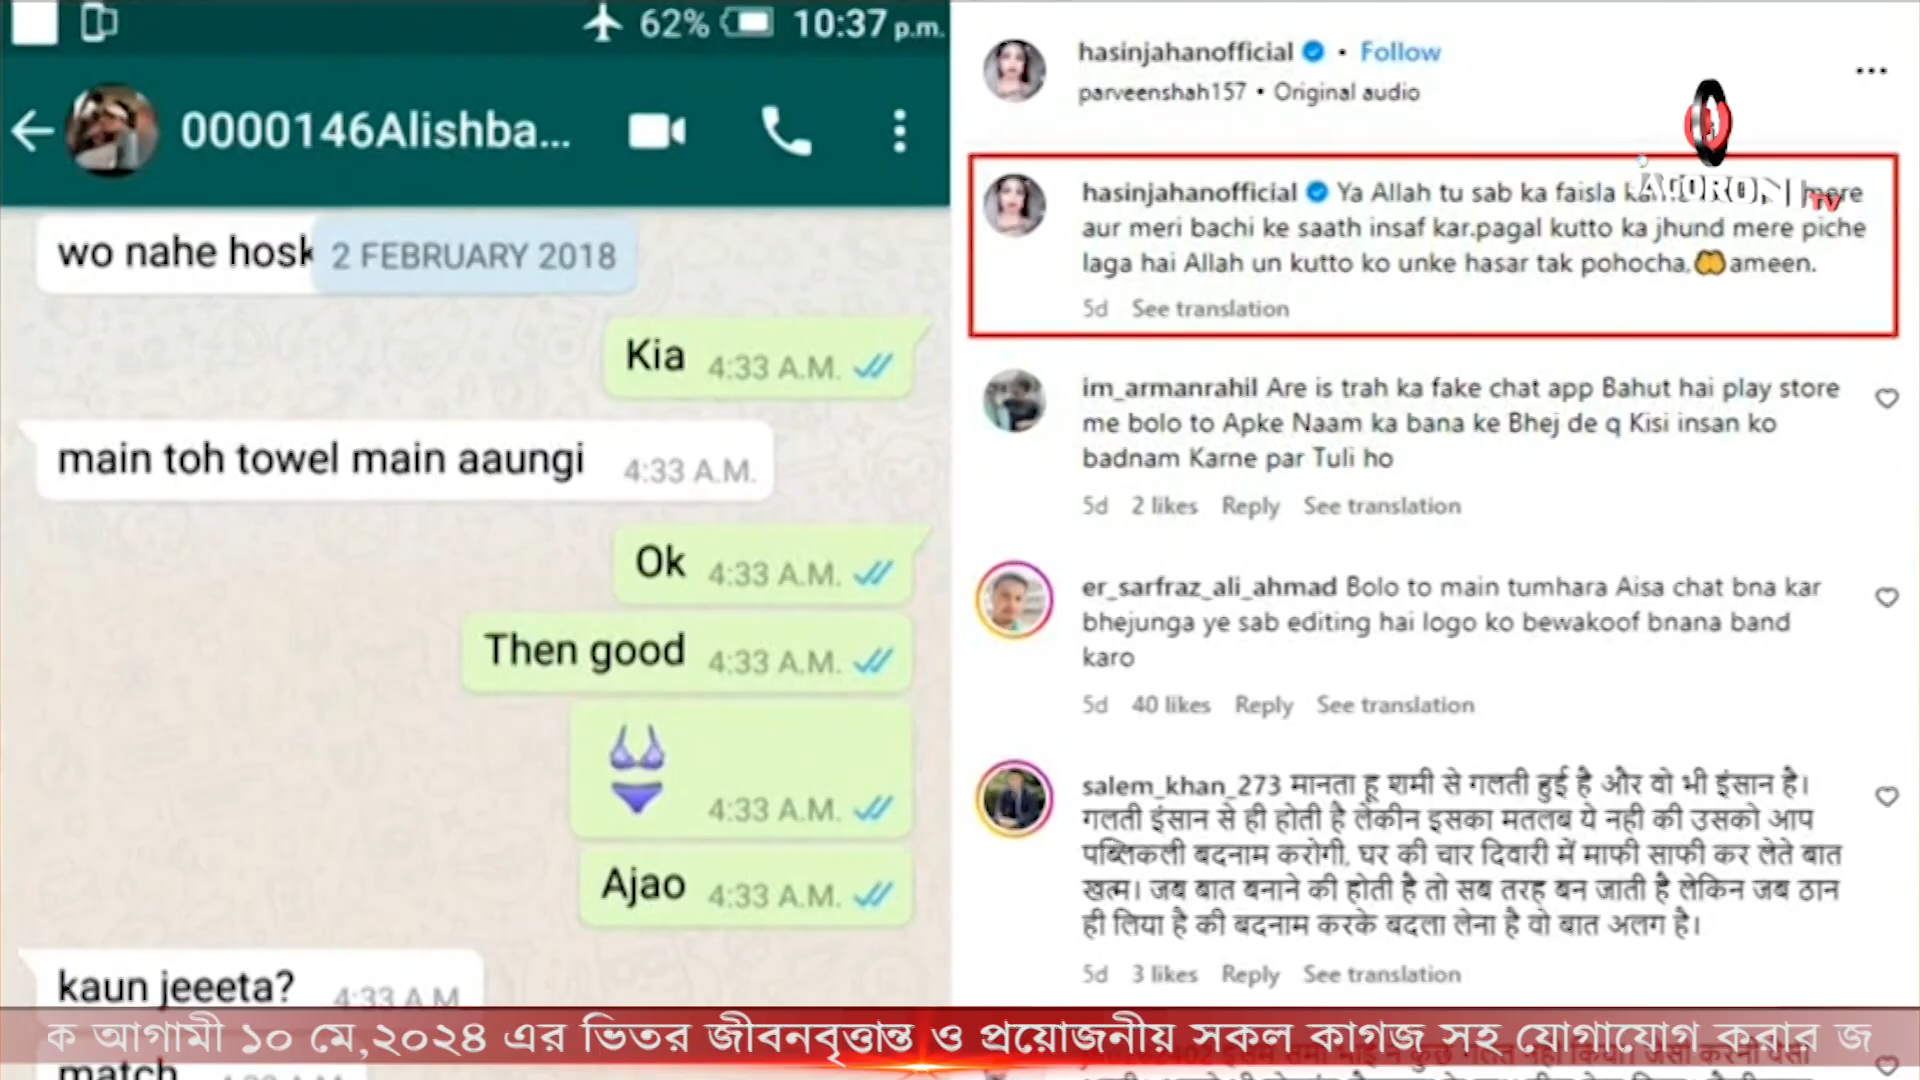 62% 10:37 p.m.
0000146Alishba...
wo nahe hosk
2 FEBRUARY 2018
Kia 4:33 A.M.
main toh towel main aaungi 4:33 A.M.
Ok 4:33 A.M.
Then good 4:33 A.M.
4:33 A.M.
Ajao 4:33 A.M.
kaun jeeeta? 4:33 A.M
match
hasinjahanofficial • Follow
parveenshah157 • Original audio
JAGORONI TV
hasinjahanofficial Ya Allah tu sab ka faisla mere
aur meri bachi ke saath insaf kar.pagal kutto ka jhund mere piche
laga hai Allah un kutto ko unke hasar tak pohocha.🤲ameen.
5d See translation
im_armanrahil Are is trah ka fake chat app Bahut hai play store
me bolo to Apke Naam ka bana ke Bhej de q Kisi insan ko
badnam Karne par Tuli ho
5d 2 likes Reply See translation
er_sarfraz_ali_ahmad Bolo to main tumhara Aisa chat bna kar
bhejunga ye sab editing hai logo ko bewakoof bnana band
karo
5d 40 likes Reply See translation
salem_khan_273 मानता हू शमी से गलती हुई है और वो भी इंसान है।
गलती इंसान से ही होती है लेकीन इसका मतलब ये नही की उसको आप
पब्लिकली बदनाम करोगी, घर की चार दिवारी में माफी साफी कर लेते बात
खत्म। जब बात बनाने की होती है तो सब तरह बन जाती है लेकिन जब ठान
ही लिया है की बदनाम करके बदला लेना है वो बात अलग है।
5d 3 likes Reply See translation
ক আগামী ১০ মে,২০২৪ এর ভিতর জীবনবৃত্তান্ত ও প্রয়োজনীয় সকল কাগজ সহ যোগাযোগ করার জ